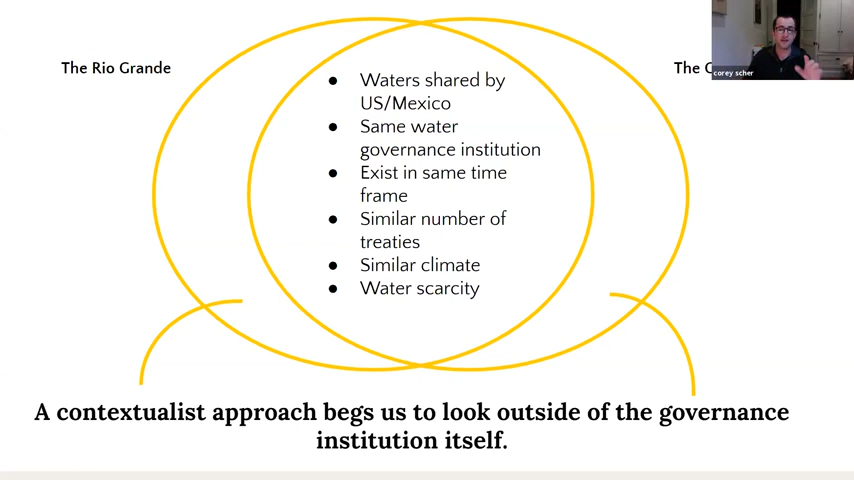 The Rio Grande
The
corey scher
● Waters shared by
US/Mexico
● Same water
governance institution
● Exist in same time
frame
● Similar number of
treaties
● Similar climate
● Water scarcity
A contextualist approach begs us to look outside of the governance
institution itself.